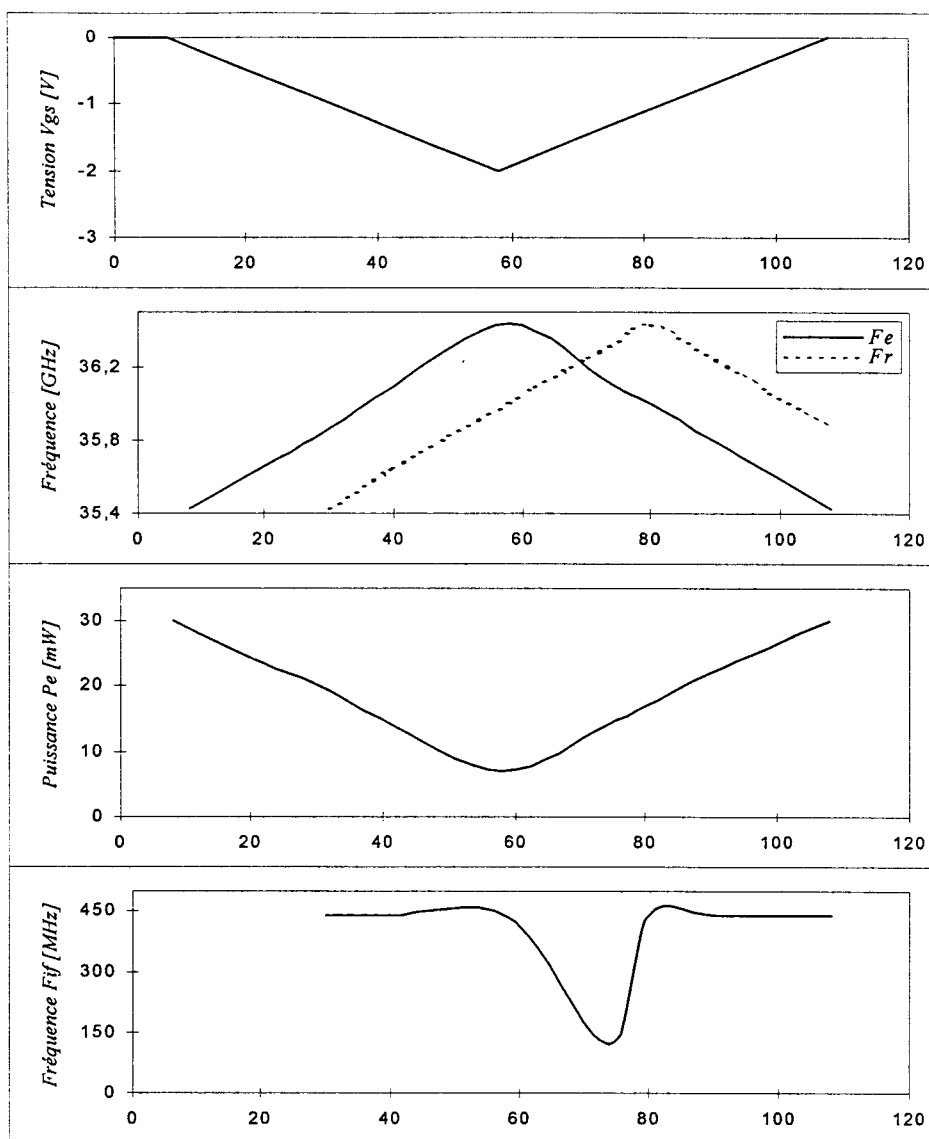 Tension Vgs [V]
0
-1
-2
-3
0 20 40 60 80 100 120
Fréquence [GHz]
36,2
35,8
35,4
Fe
Fr
0 20 40 60 80 100 120
Puissance Pe [mW]
30
20
10
0
0 20 40 60 80 100 120
Fréquence Fif [MHz]
450
300
150
0
0 20 40 60 80 100 120